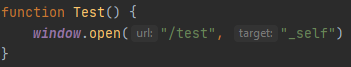 function Test() {
    window.open( url: "/test", target: "_self")
}